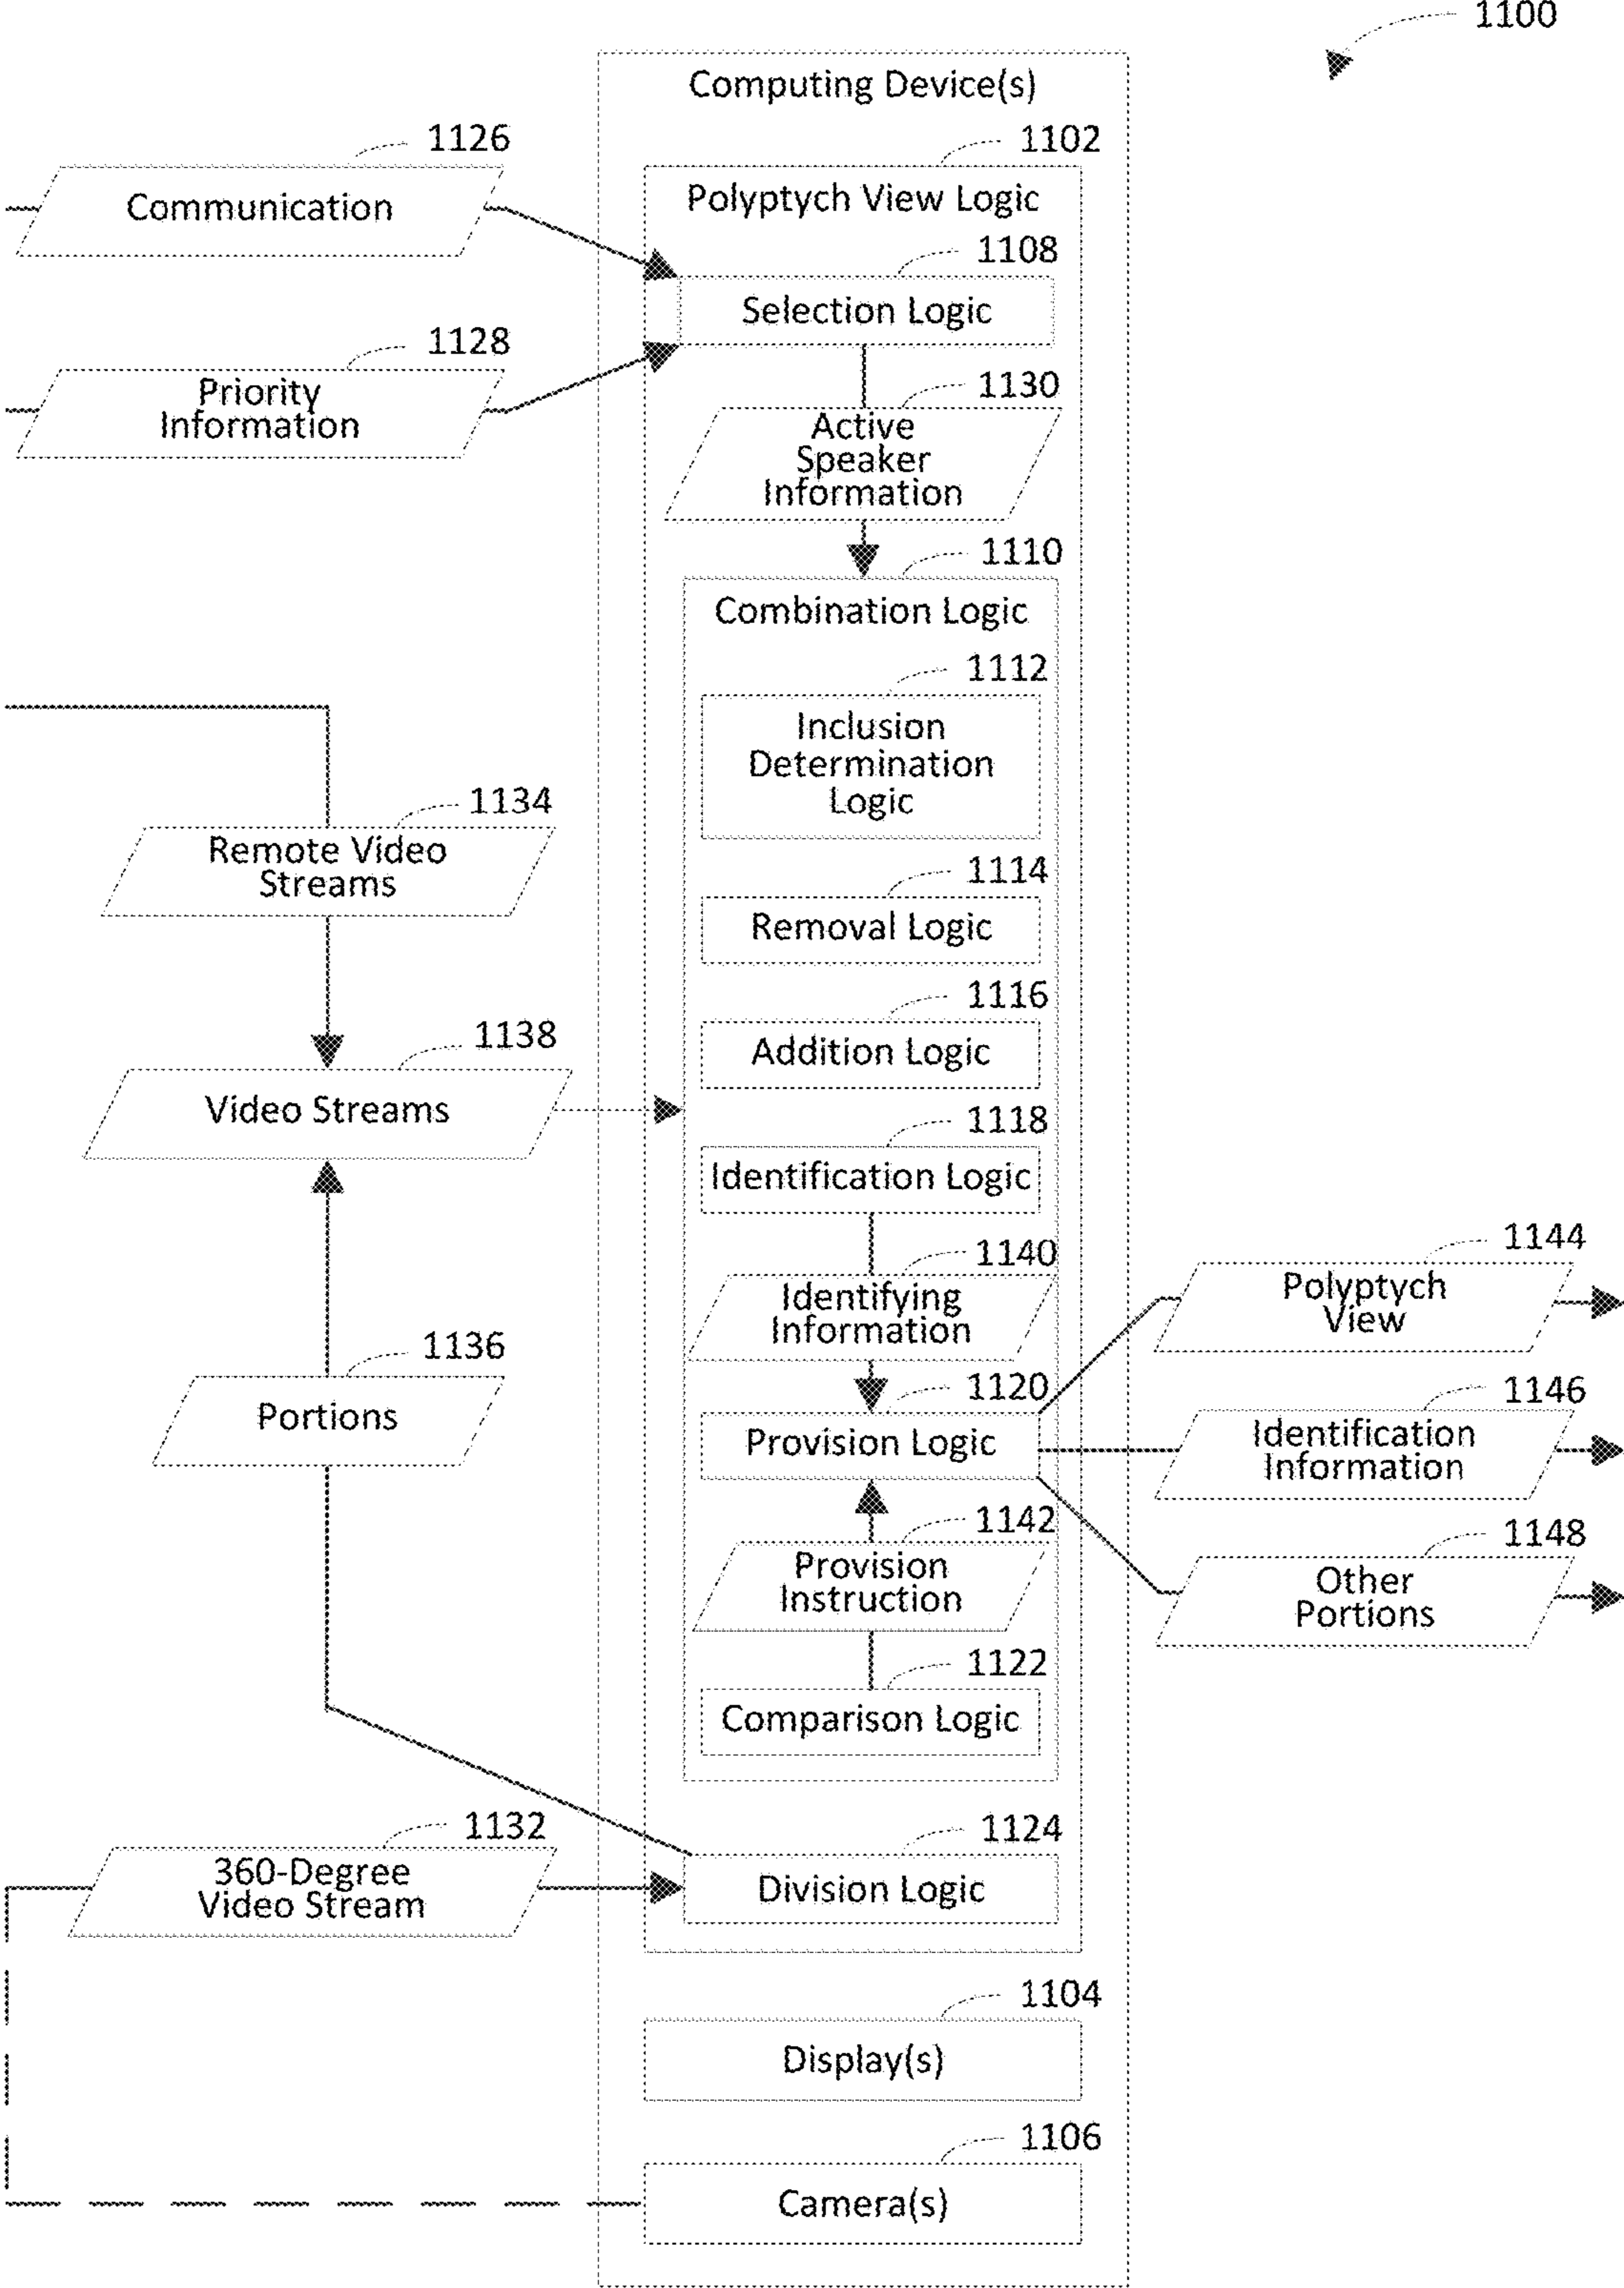 1100
Computing Device(s)
1126
1102
Communication
Polyptych View Logic
1108
Selection Logic
1128
Priority
Information
1130
Active
Speaker
Information
1110
Combination Logic
1112
Inclusion
Determination
Logic
1134
Remote Video
Streams
1114
Removal Logic
1116
Addition Logic
1138
Video Streams
1118
Identification Logic
1140
Identifying
Information
1144
Polyptych
View
1136
Portions
1120
Provision Logic
1146
Identification
Information
1142
Provision
Instruction
1148
Other
Portions
1122
Comparison Logic
1132
360-Degree
Video Stream
1124
Division Logic
1104
Display(s)
1106
Camera(s)